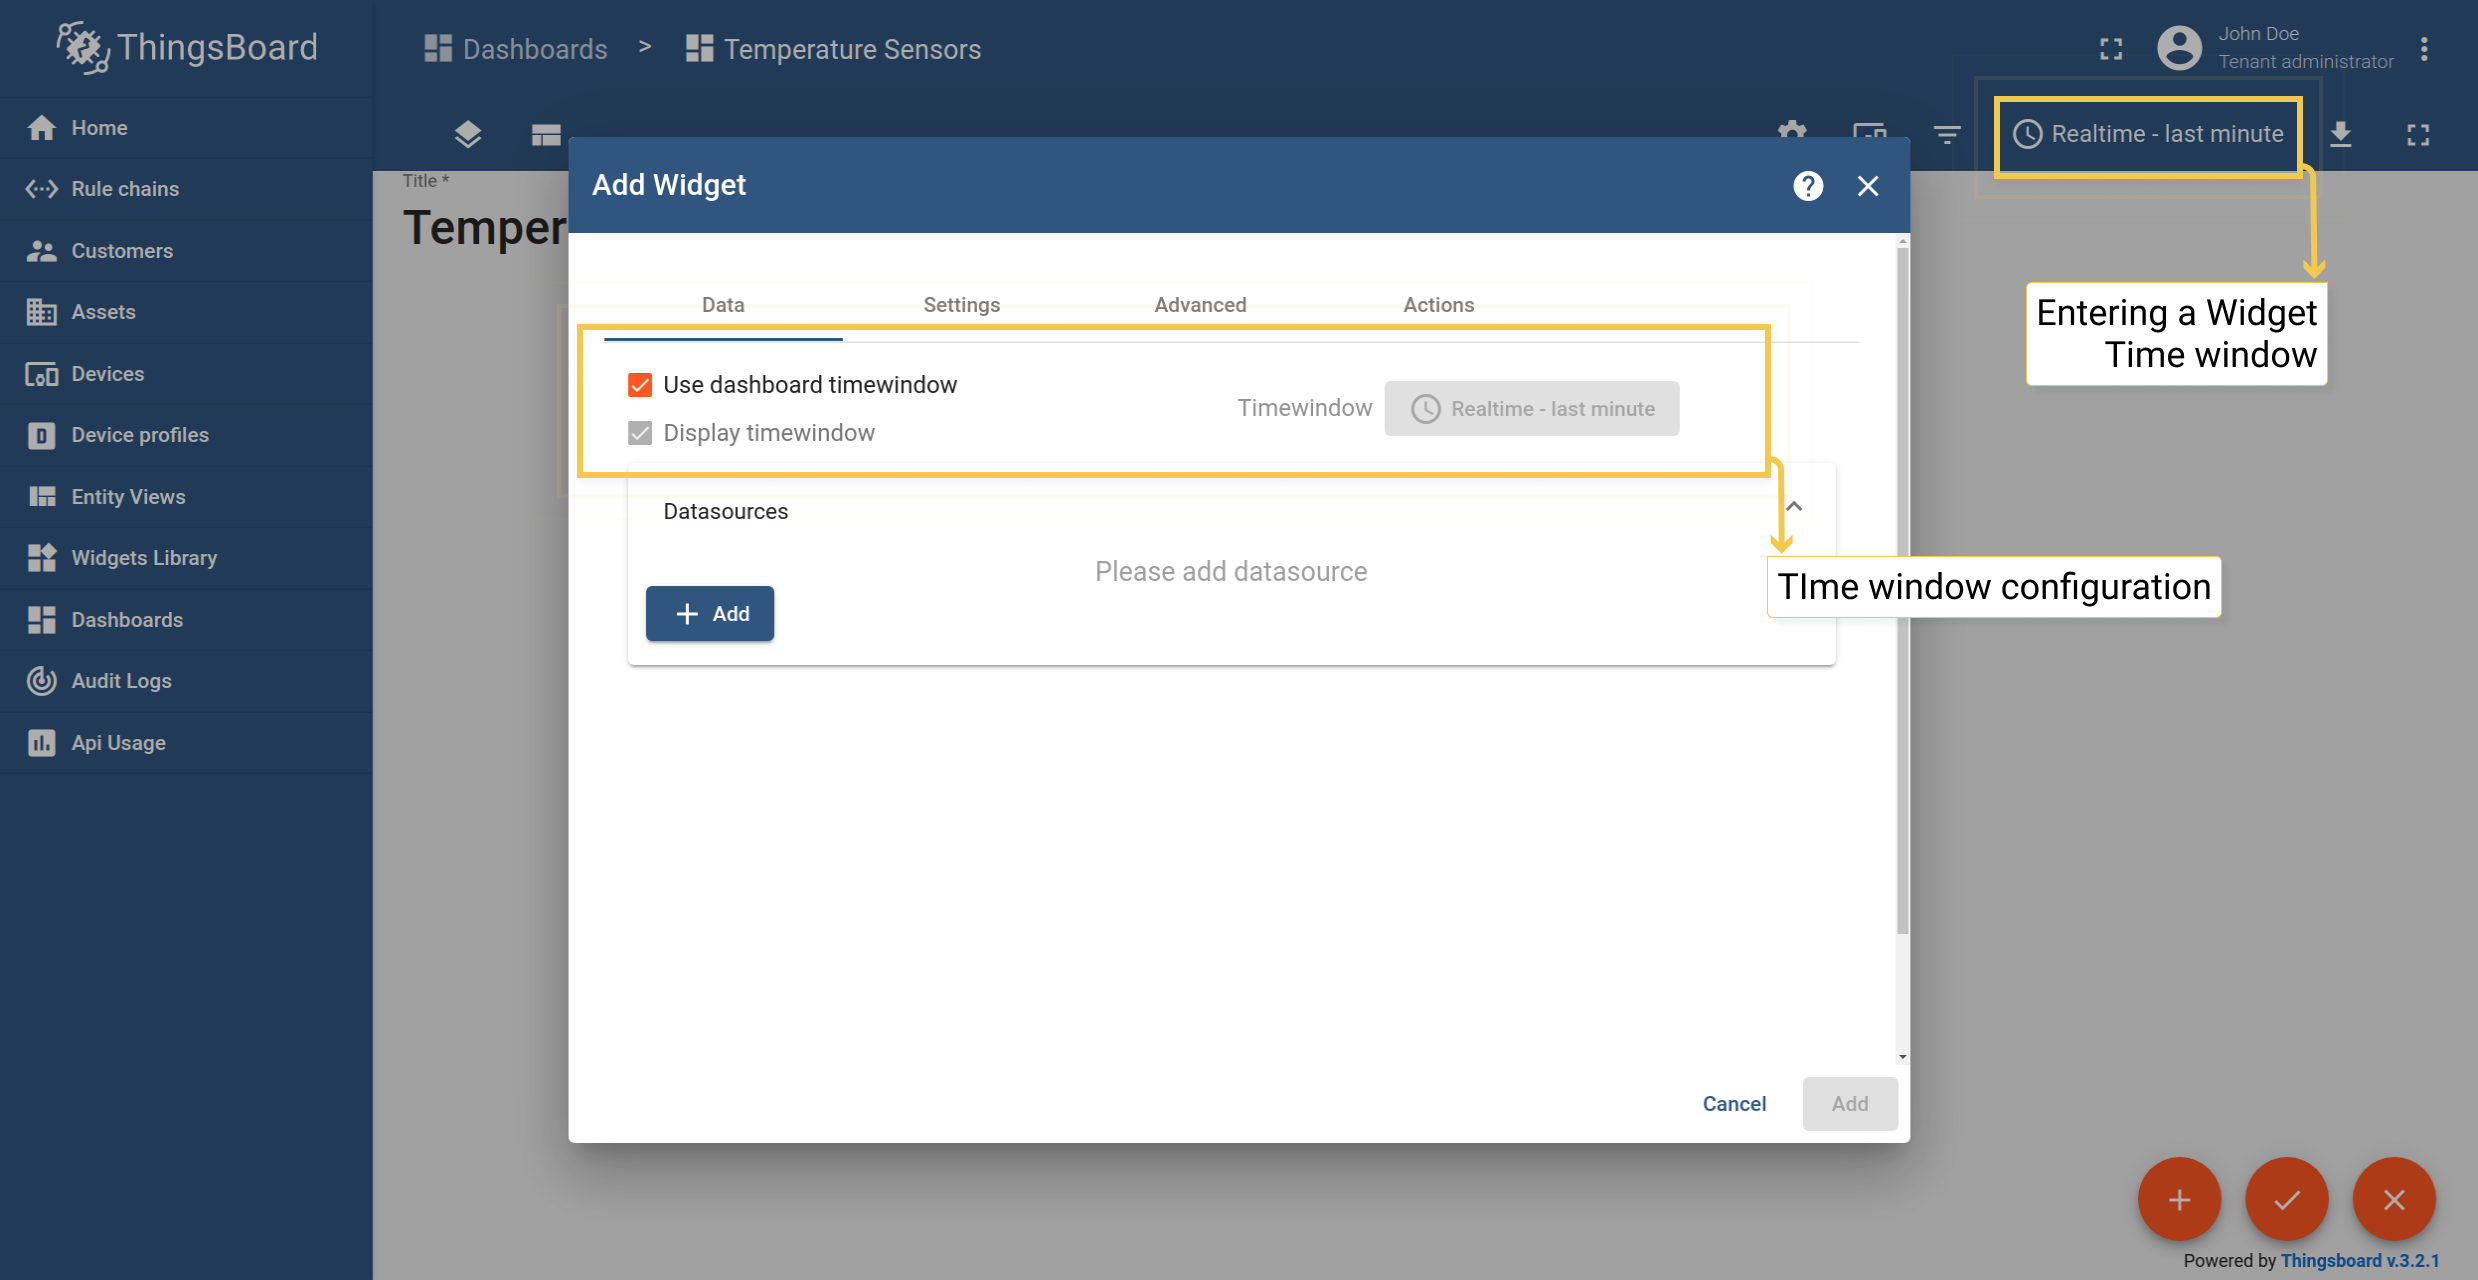 ThingsBoard
Dashboards > Temperature Sensors
John Doe
Tenant administrator
Home
Rule chains
Customers
Assets
Devices
Device profiles
Entity Views
Widgets Library
Dashboards
Audit Logs
Api Usage
Realtime - last minute
Title *
Temper
Add Widget
Data Settings Advanced Actions
Use dashboard timewindow
Display timewindow
Timewindow Realtime - last minute
Datasources
Please add datasource
Add
Cancel Add
Entering a Widget
Time window
TIme window configuration
Powered by Thingsboard v.3.2.1